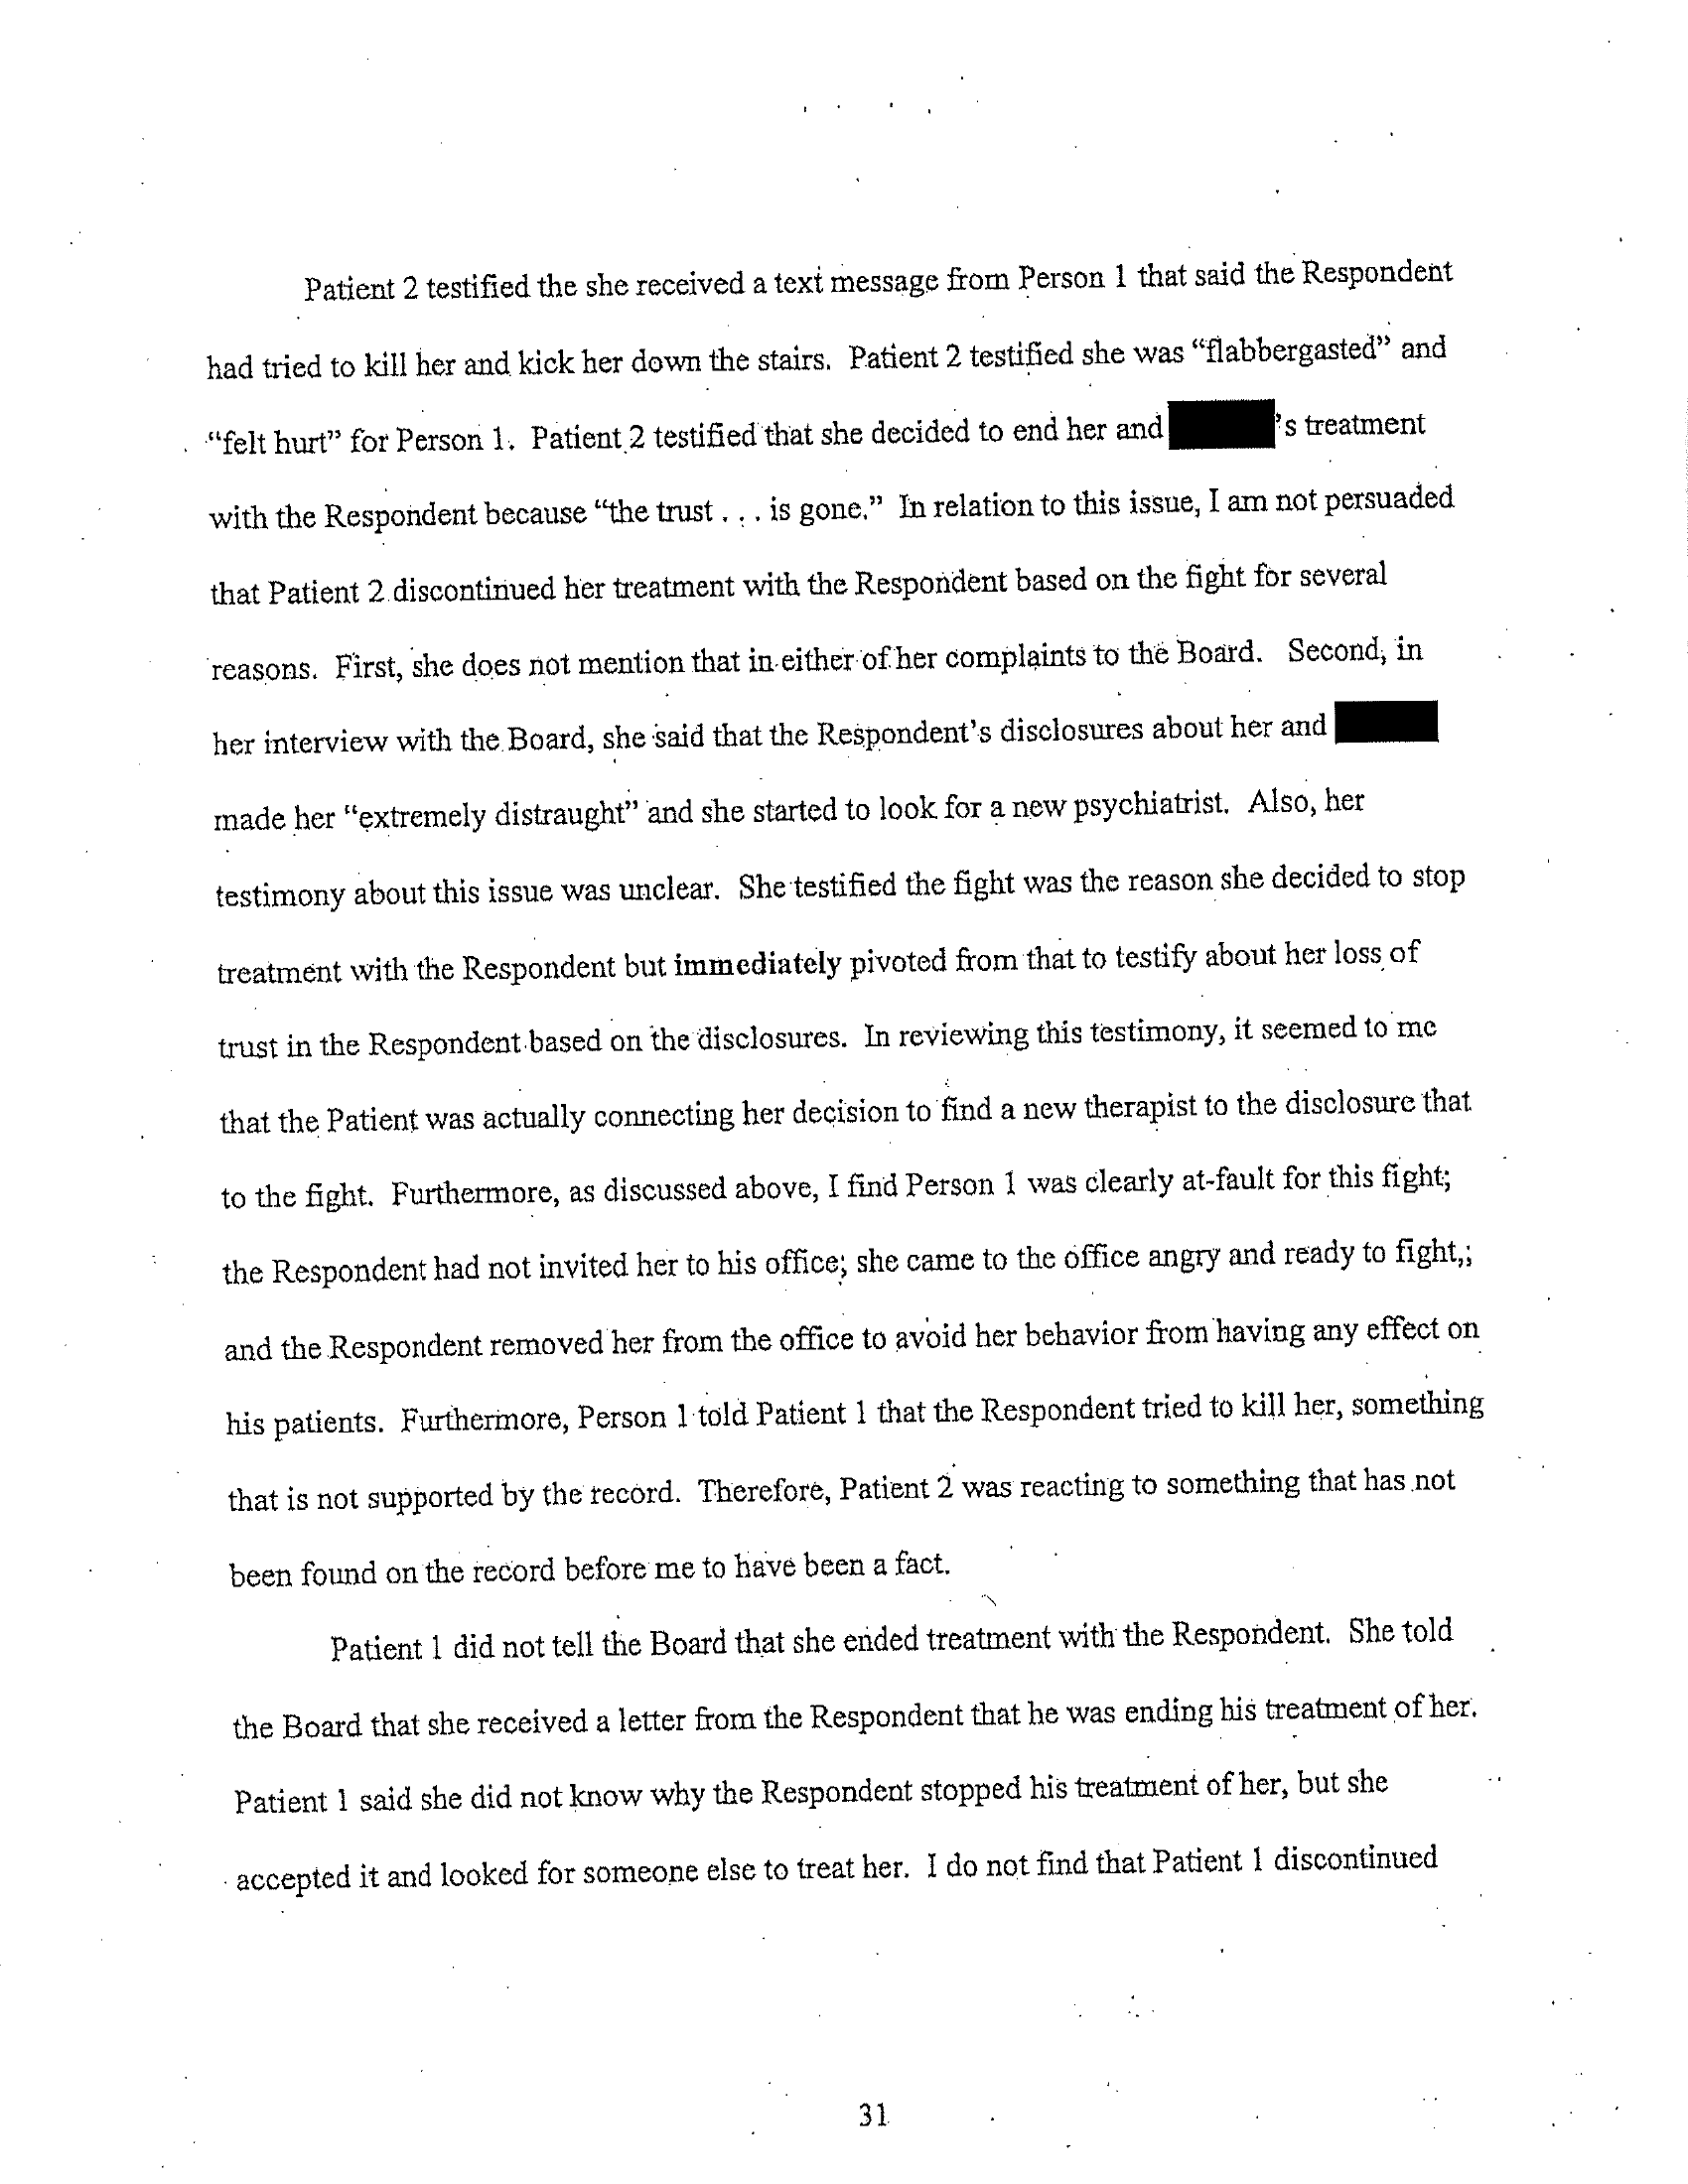 Patient 2 testified the she received a text message from Person 1 that said the Respondent
had tried to kill her and kick her down the stairs. Patient 2 testified she was “flabbergasted” and
“felt hurt” for Person 1. Patient 2 testified that she decided to end her and ’s treatment
with the Respondent because “the trust . . . is gone.” In relation to this issue, I am not persuaded
that Patient 2 discontinued her treatment with the Respondent based on the fight for several
reasons. First, she does not mention that in either of her complaints to the Board. Second, in
her interview with the Board, she said that the Respondent’s disclosures about her and
made her “extremely distraught” and she started to look for a new psychiatrist. Also, her
testimony about this issue was unclear. She testified the fight was the reason she decided to stop
treatment with the Respondent but immediately pivoted from that to testify about her loss of
trust in the Respondent based on the disclosures. In reviewing this testimony, it seemed to me
that the Patient was actually connecting her decision to find a new therapist to the disclosure that
to the fight. Furthermore, as discussed above, I find Person 1 was clearly at-fault for this fight;
the Respondent had not invited her to his office; she came to the office angry and ready to fight,;
and the Respondent removed her from the office to avoid her behavior from having any effect on
his patients. Furthermore, Person 1 told Patient 1 that the Respondent tried to kill her, something
that is not supported by the record. Therefore, Patient 2 was reacting to something that has not
been found on the record before me to have been a fact.
Patient 1 did not tell the Board that she ended treatment with the Respondent. She told
the Board that she received a letter from the Respondent that he was ending his treatment of her.
Patient 1 said she did not know why the Respondent stopped his treatment of her, but she
accepted it and looked for someone else to treat her. I do not find that Patient 1 discontinued
31